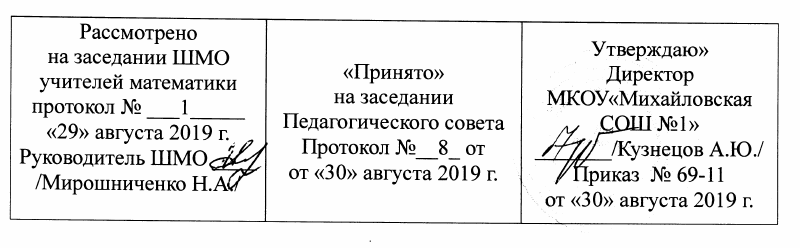 Рассмотрено
на заседании ШМО
учителей математики
протокол № ___1_____
«29» августа 2019 г.
Руководитель ШМО
/Мирошниченко Н.А./
«Принято»
на заседании
Педагогического совета
Протокол №__8_ от
от «30» августа 2019 г.
Утверждаю»
Директор
МКОУ«Михайловская
СОШ №1»
_______/Кузнецов А.Ю./
Приказ № 69-11
от «30» августа 2019 г.